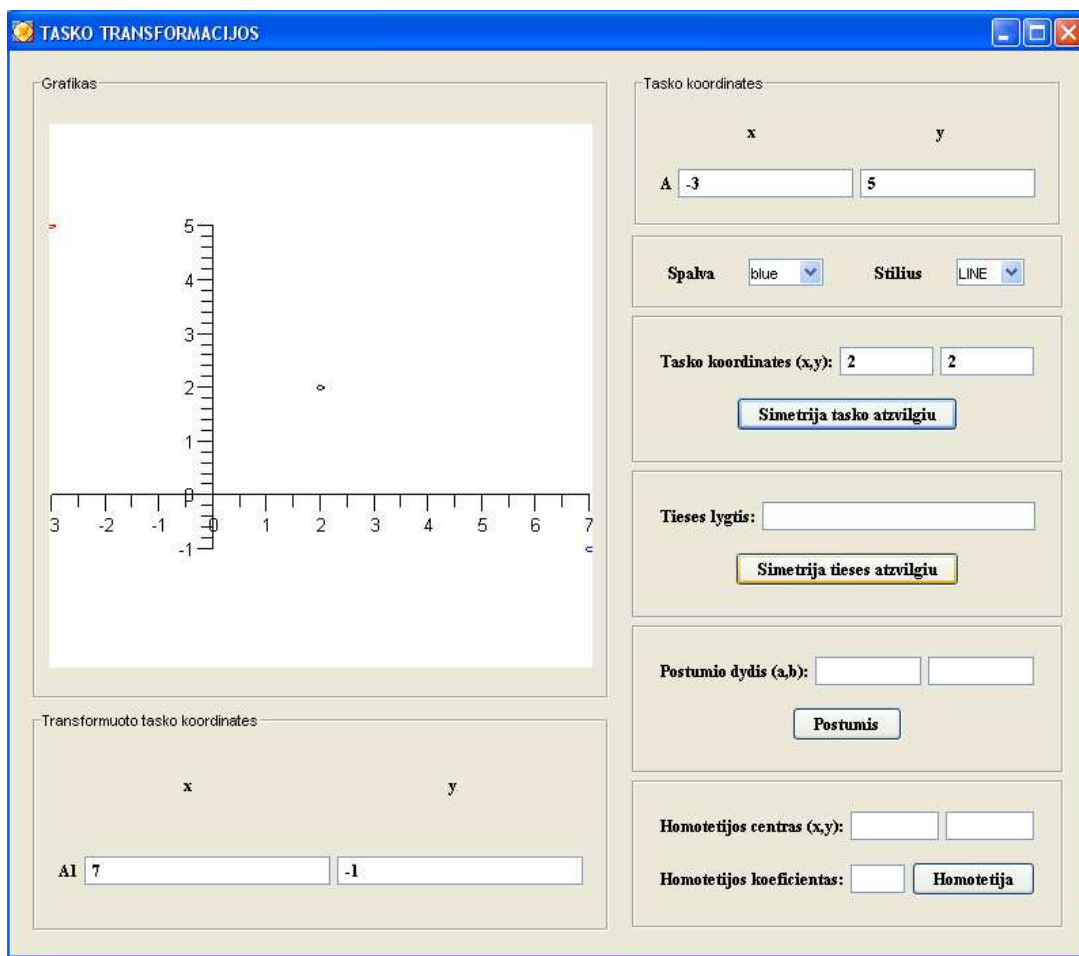 TASKO TRANSFORMACIJOS
Grafikas
5
4
3
2
1
0
3 -2 -1 0 1 2 3 4 5 6 7
-1
Transformuoto tasko koordinates
x y
A1 7 -1
Tasko koordinates
x y
A -3 5
Spalva blue Stilius LINE
Tasko koordinates (x,y): 2 2
Simetrija tasko atzvilgiu
Tieses lygtis:
Simetrija tieses atzvilgiu
Postumio dydis (a,b):
Postumis
Homotetijos centras (x,y):
Homotetijos koeficientas: Homotetija